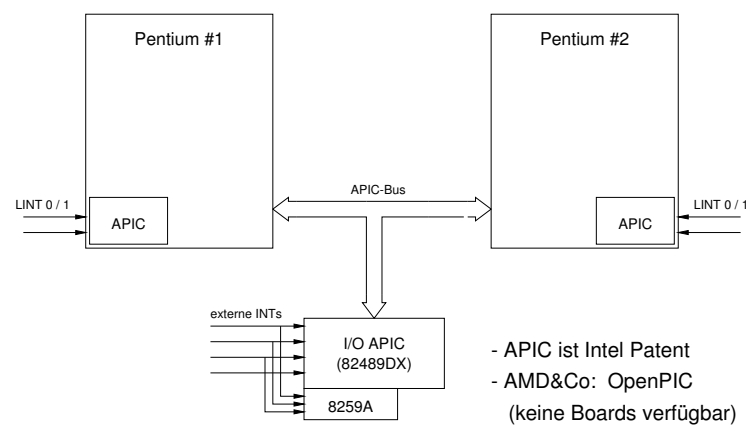 Pentium #1
Pentium #2
APIC-Bus
LINT 0 / 1
APIC
APIC
LINT 0 / 1
externe INTs
I/O APIC
(82489DX)
8259A
- APIC ist Intel Patent
- AMD&Co: OpenPIC
(keine Boards verfügbar)